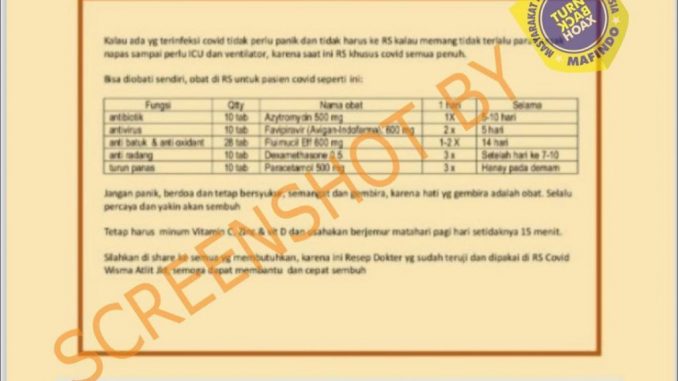 MASYARAKAT
TURN
BACK
HOAX
MAFINDO
Kalau ada yg terinfeksi covid tidak perlu panik dan tidak harus ke RS kalau memang tidak terlalu
napas sampai perlu ICU dan ventilator, karena saat ini RS khusus covid semua penuh.
Bisa diobati sendiri, obat di RS untuk pasien covid seperti ini:
Fungsi Qtty Nama obat 1 hari Selama
antibiotik 10 tab Azytromycin 500 mg 1X 5-10 hari
antivirus 10 tab Favipiravir (Avigan-Indofarma): 600 mg 2 x 5 hari
anti batuk & anti oxidant 28 tab Fluimucil Eff 600 mg 1-2 X 14 hari
anti radang 10 tab Dexamethasone 0.5 3 x Setelah hari ke 7-10
turun panas 10 tab Paracetamol 500 mg 3 x Hanay pada demam
Jangan panik, berdoa dan tetap bersyukur, semangat dan gembira, karena hati yg gembira adalah obat. Selalu
percaya dan yakin akan sembuh
Tetap harus minum Vitamin C, Zinc & vit D dan usahakan berjemur matahari pagi hari setidaknya 15 menit.
Silahkan di share ke semua yg membutuhkan, karena ini Resep Dokter yg sudah teruji dan dipakai di RS Covid
Wisma Atlit Jkt, semoga dapat membantu dan cepat sembuh
SCREENSHOT BY